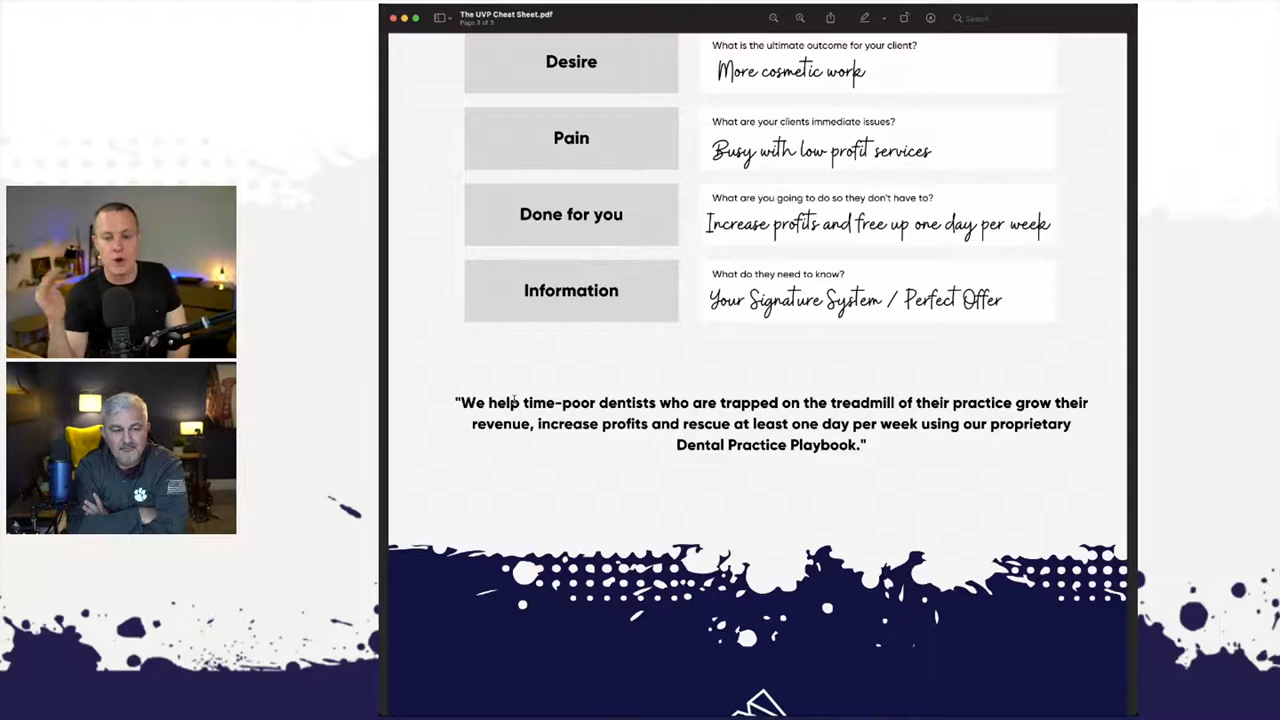 The UVP Cheat Sheet.pdf
Page 3 of 3
Search
Desire
What is the ultimate outcome for your client?
More cosmetic work
Pain
What are your clients immediate issues?
Busy with low profit services
Done for you
What are you going to do so they don't have to?
Increase profits and free up one day per week
Information
What do they need to know?
Your Signature System / Perfect Offer
"We help time-poor dentists who are trapped on the treadmill of their practice grow their
revenue, increase profits and rescue at least one day per week using our proprietary
Dental Practice Playbook."